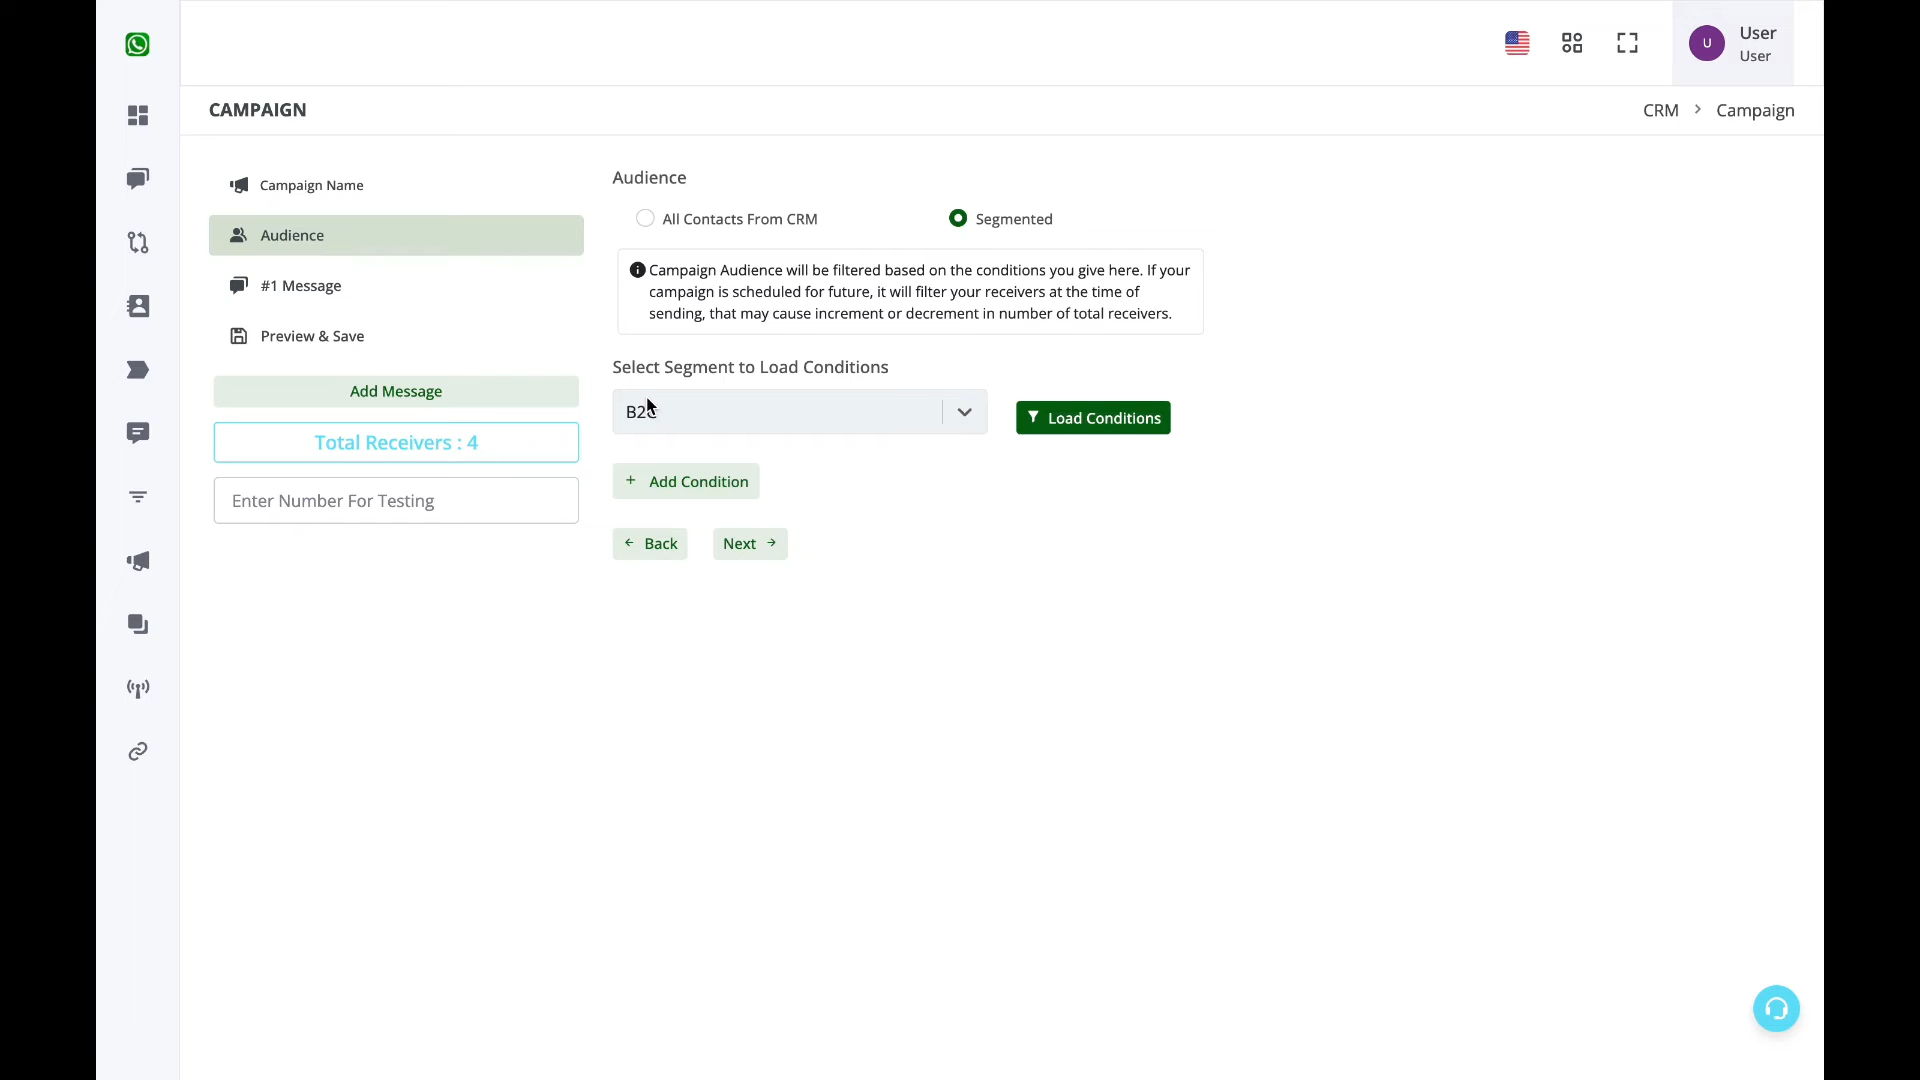 U
User
User
CAMPAIGN
CRM > Campaign
Campaign Name
Audience
#1 Message
Preview & Save
Add Message
Total Receivers : 4
Enter Number For Testing
Audience
All Contacts From CRM
Segmented
Campaign Audience will be filtered based on the conditions you give here. If your
campaign is scheduled for future, it will filter your receivers at the time of
sending, that may cause increment or decrement in number of total receivers.
Select Segment to Load Conditions
Load Conditions
+ Add Condition
← Back
Next →